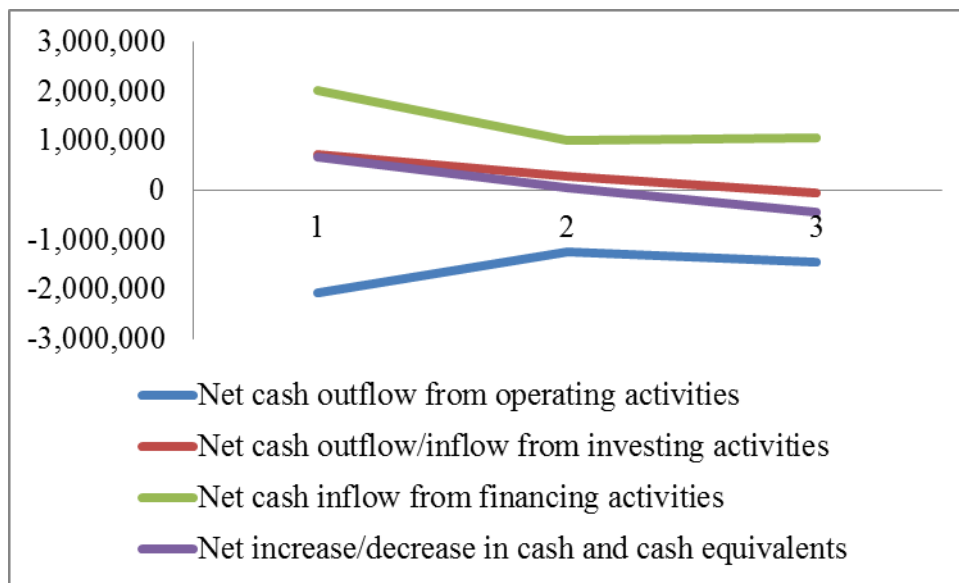 3,000,000
2,000,000
1,000,000
0
1 2 3
-1,000,000
-2,000,000
-3,000,000
Net cash outflow from operating activities
Net cash outflow/inflow from investing activities
Net cash inflow from financing activities
Net increase/decrease in cash and cash equivalents